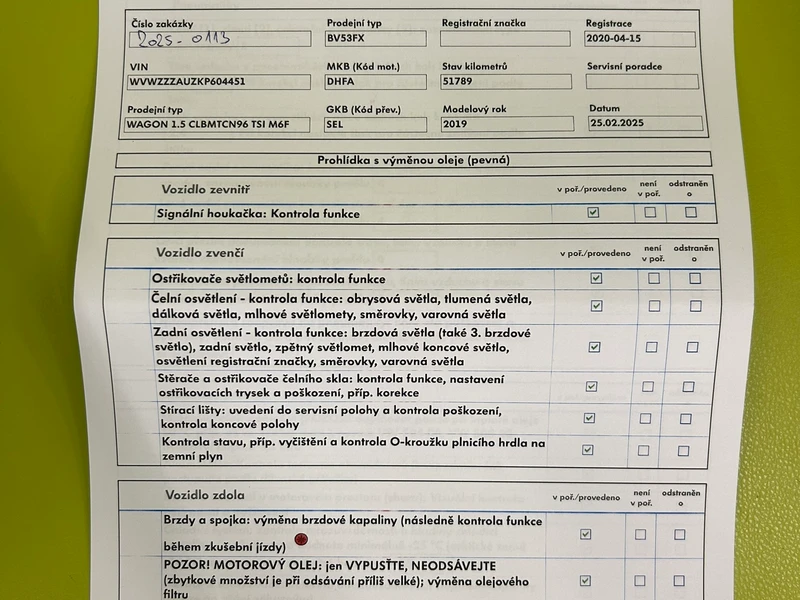 Číslo zakázky Prodejní typ Registrační značka Registrace
2025-0113 BV53FX 2020-04-15
VIN MKB (Kód mot.) Stav kilometrů Servisní poradce
WVWZZZAUZKP604451 DHFA 51789
Prodejní typ GKB (Kód přev.) Modelový rok Datum
WAGON 1.5 CLBMTCN96 TSI M6F SEL 2019 25.02.2025
Prohlídka s výměnou oleje (pevná)
Vozidlo zevnitř v poř./provedeno není v poř. odstraněno
Signální houkačka: Kontrola funkce
Vozidlo zvenčí v poř./provedeno není v poř. odstraněno
Ostřikovače světlometů: kontrola funkce
Čelní osvětlení - kontrola funkce: obrysová světla, tlumená světla,
dálková světla, mlhové světlomety, směrovky, varovná světla
Zadní osvětlení - kontrola funkce: brzdová světla (také 3. brzdové
světlo), zadní světlo, zpětný světlomet, mlhové koncové světlo,
osvětlení registrační značky, směrovky, varovná světla
Stěrače a ostřikovače čelního skla: kontrola funkce, nastavení
ostřikovacích trysek a poškození, příp. korekce
Stírací lišty: uvedení do servisní polohy a kontrola poškození,
kontrola koncové polohy
Kontrola stavu, příp. vyčištění a kontrola O-kroužku plnicího hrdla na
zemní plyn
Vozidlo zdola v poř./provedeno není v poř. odstraněno
Brzdy a spojka: výměna brzdové kapaliny (následně kontrola funkce
během zkušební jízdy)
POZOR! MOTOROVÝ OLEJ: jen VYPUSŤTE, NEODSÁVEJTE
(zbytkové množství je při odsávání příliš velké); výměna olejového
filtru